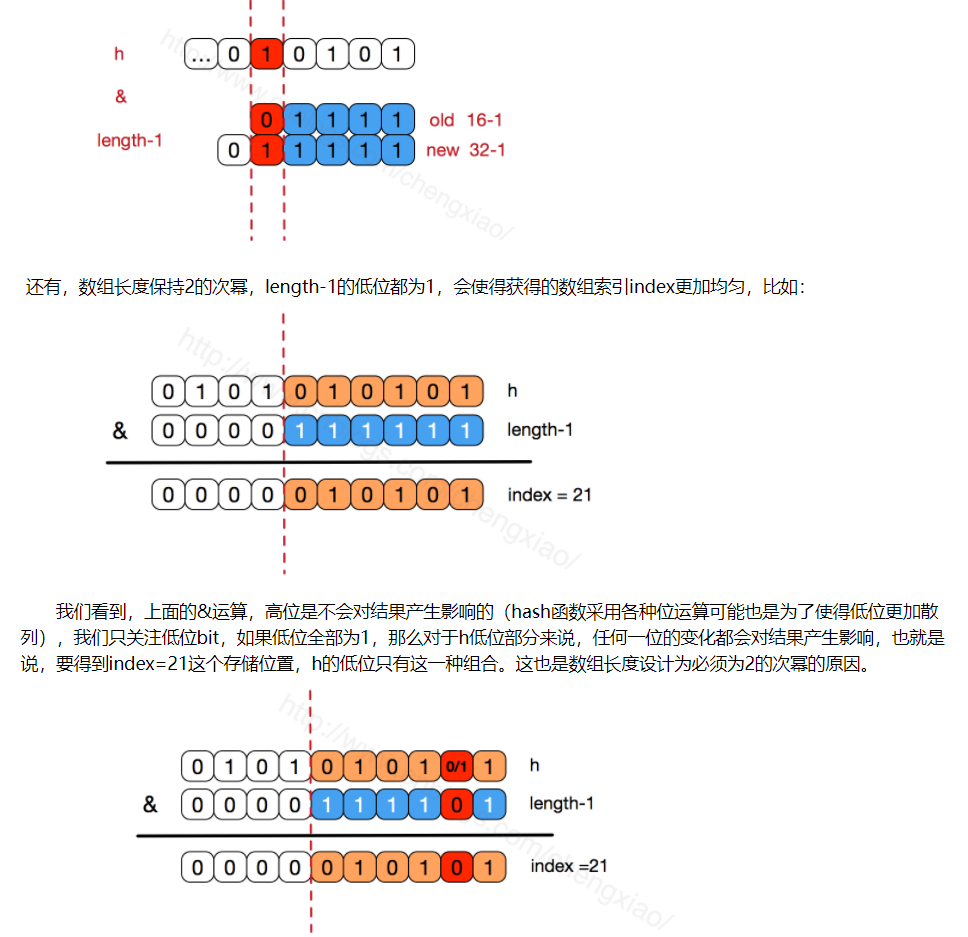 h ... 0 1 0 1 0 1
&
0 1 1 1 1 old 16-1
length-1
0 1 1 1 1 1 new 32-1
还有，数组长度保持2的次幂，length-1的低位都为1，会使得获得的数组索引index更加均匀，比如：
0 1 0 1 0 1 0 1 0 1 h
& 0 0 0 0 1 1 1 1 1 1 length-1
0 0 0 0 0 1 0 1 0 1 index = 21
我们看到，上面的&运算，高位是不会对结果产生影响的（hash函数采用各种位运算可能也是为了使得低位更加散
列），我们只关注低位bit，如果低位全部为1，那么对于h低位部分来说，任何一位的变化都会对结果产生影响，也就是
说，要得到index=21这个存储位置，h的低位只有这一种组合。这也是数组长度设计为必须为2的次幂的原因。
0 1 0 1 0 1 0 1 0/1 1 h
& 0 0 0 0 1 1 1 1 0 1 length-1
0 0 0 0 0 1 0 1 0 1 index =21